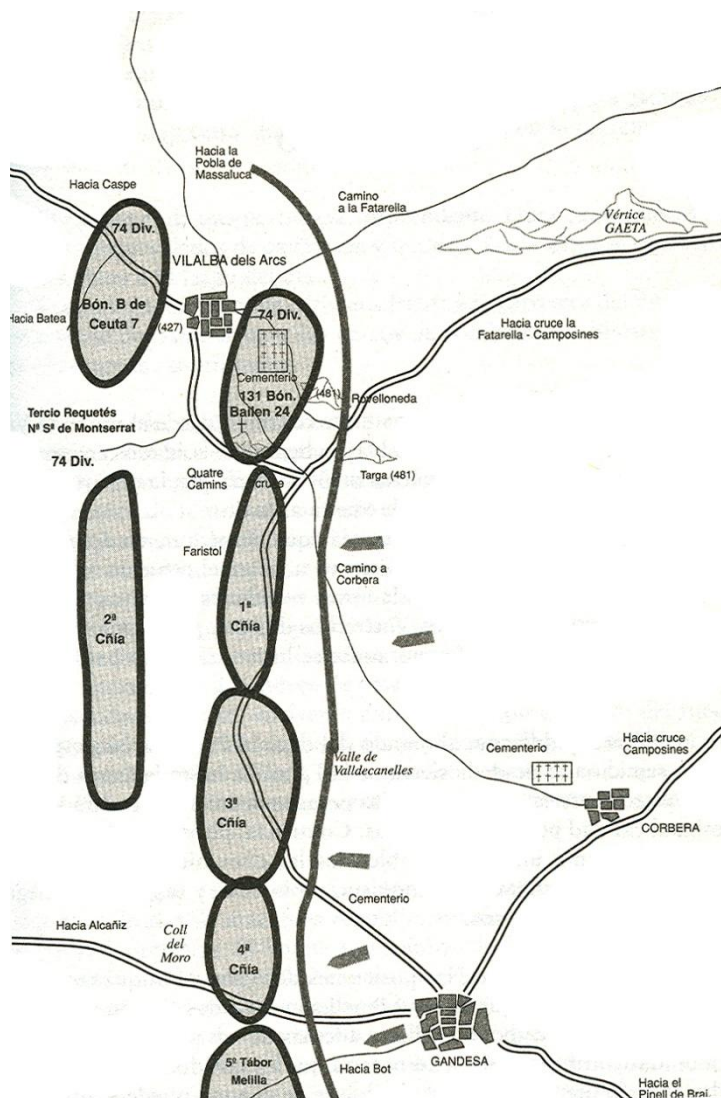 Hacia la
Pobla de
Massaluca
Hacia Caspe
Camino
a la Fatarella
Vértice
GAETA
74 Div.
VILALBA dels Arcs
Bón. B de
Ceuta 7
Hacia Batea
(427)
74 Div.
Cementerio
131 Bón.
Bailen 24
(481)
Rovelloneda
Hacia cruce la
Fatarella - Camposines
Tercio Requetés
Nª Sª de Montserrat
74 Div.
Quatre
Camins
cruce
Targa (481)
Faristol
Camino a
Corbera
1ª
Cñía
2ª
Cñía
Valle de
Valldecanelles
Cementerio
Hacia cruce
Camposines
3ª
Cñía
CORBERA
Cementerio
Hacia Alcañiz
Coll
del
Moro
4ª
Cñía
5º Tábor
Melilla
Hacia Bot
GANDESA
Hacia el
Pinell de Brai.